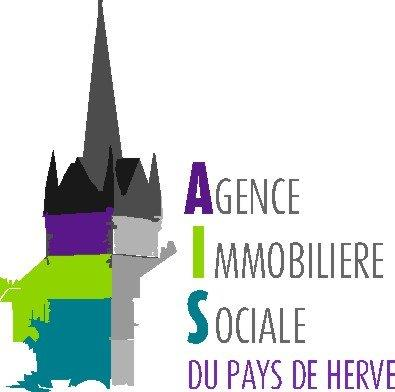 AGENCE
IMMOBILIERE
SOCIALE
DU PAYS DE HERVE